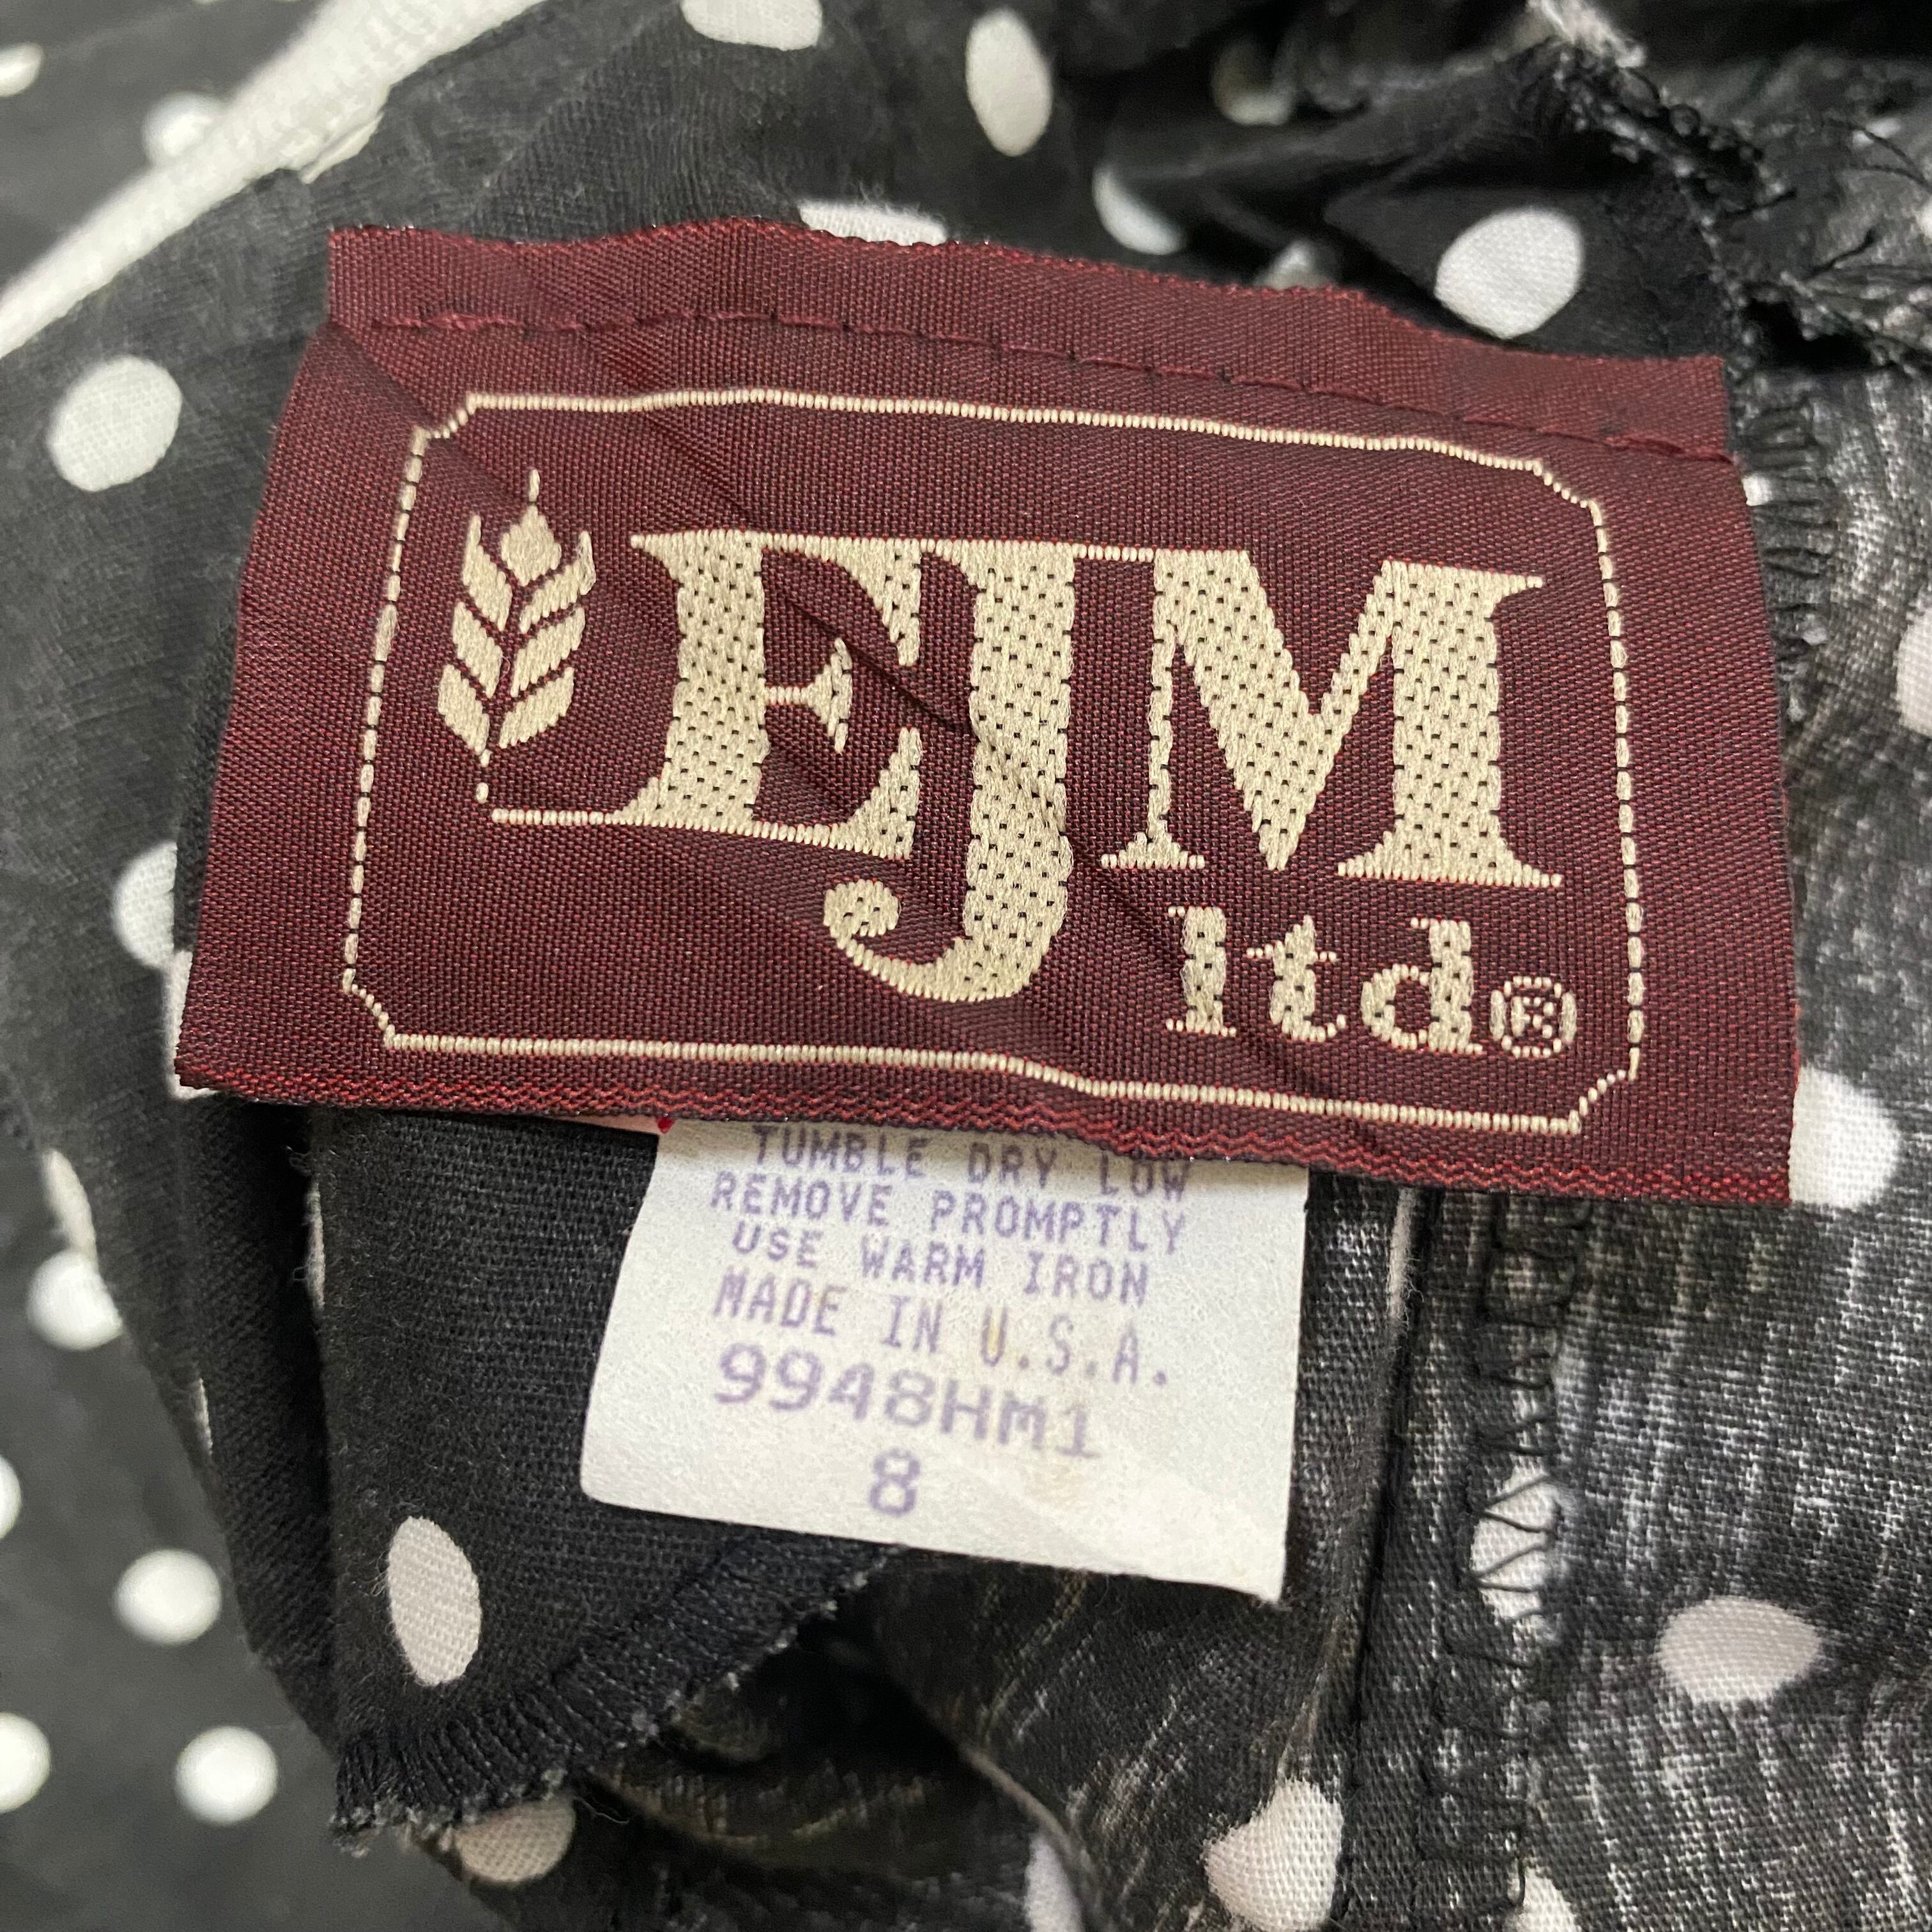 EJM
ltd®
TUMBLE DRY LOW
REMOVE PROMPTLY
USE WARM IRON
MADE IN U.S.A.
9948HM1
8